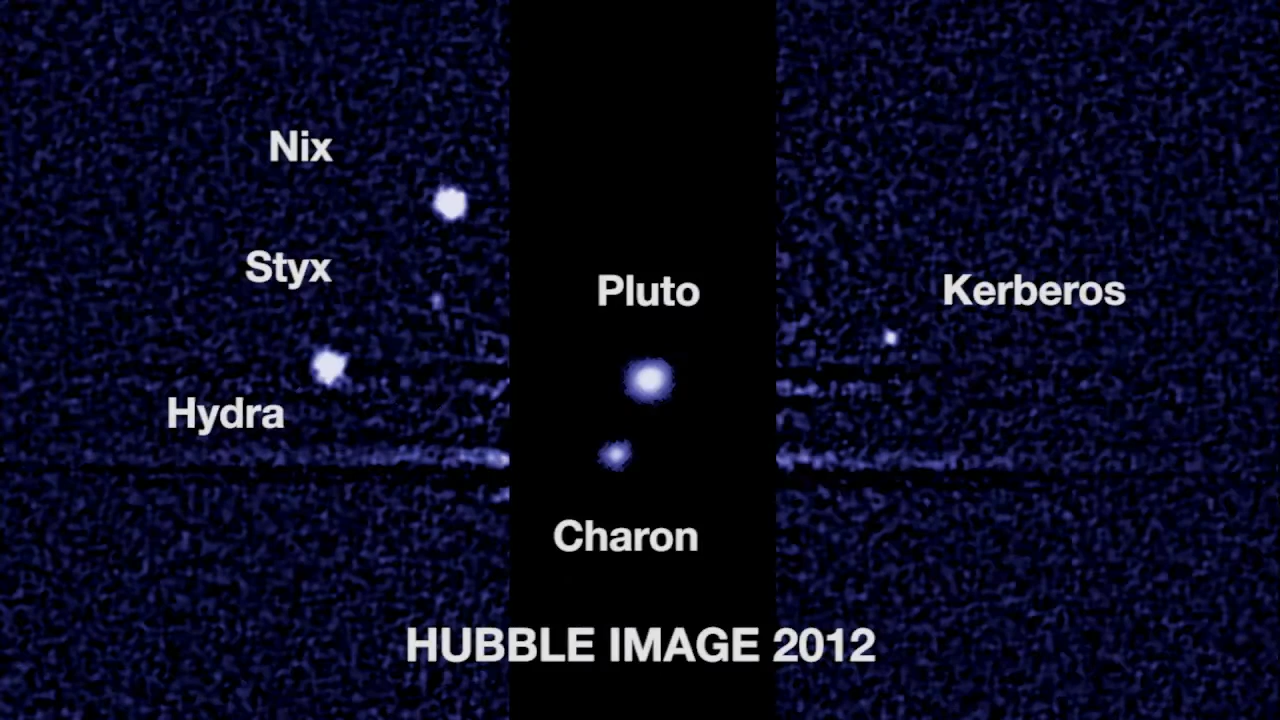 Nix
Styx
Pluto
Kerberos
Hydra
Charon
HUBBLE IMAGE 2012